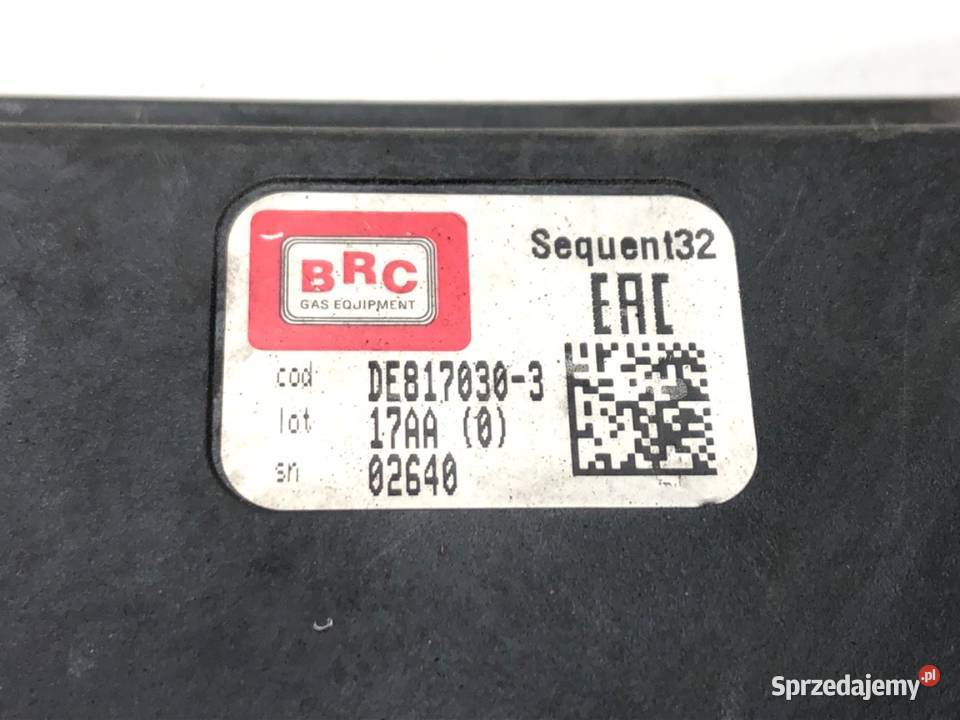 BRC
GAS EQUIPMENT
Sequent32
EAC
cod DE817030-3
lot 17AA (0)
sn 02640
Sprzedajemy.pl